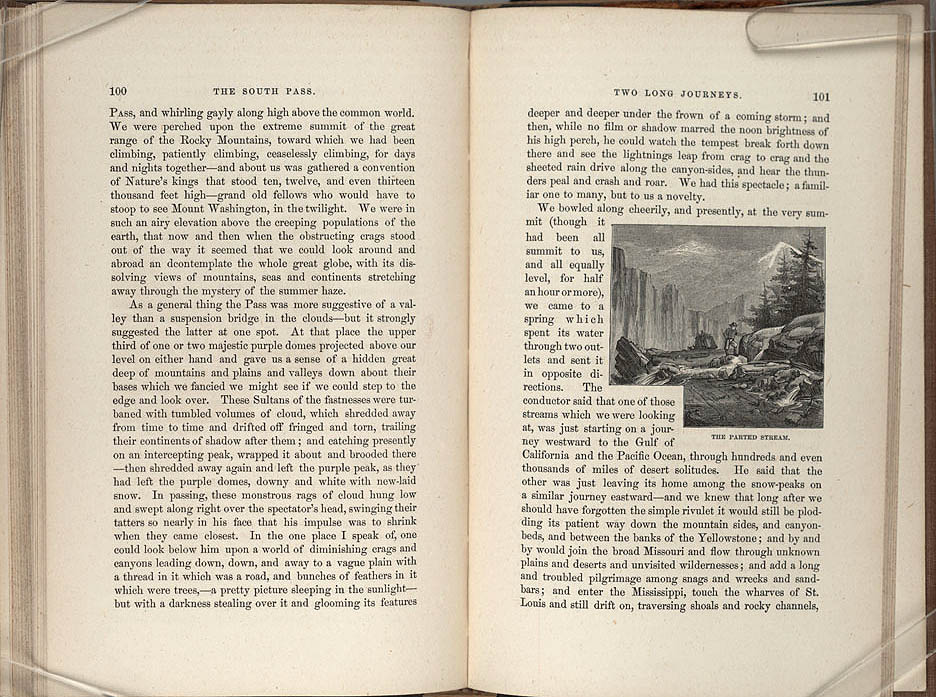 100
THE SOUTH PASS.
PASS, and whirling gayly along high above the common world.
We were perched upon the extreme summit of the great
range of the Rocky Mountains, toward which we had been
climbing, patiently climbing, ceaselessly climbing, for days
and nights together—and about us was gathered a convention
of Nature's kings that stood ten, twelve, and even thirteen
thousand feet high—grand old fellows who would have to
stoop to see Mount Washington, in the twilight. We were in
such an airy elevation above the creeping populations of the
earth, that now and then when the obstructing crags stood
out of the way it seemed that we could look around and
abroad an dcontemplate the whole great globe, with its dis-
solving views of mountains, seas and continents stretching
away through the mystery of the summer haze.
As a general thing the Pass was more suggestive of a val-
ley than a suspension bridge in the clouds—but it strongly
suggested the latter at one spot. At that place the upper
third of one or two majestic purple domes projected above our
level on either hand and gave us a sense of a hidden great
deep of mountains and plains and valleys down about their
bases which we fancied we might see if we could step to the
edge and look over. These Sultans of the fastnesses were tur-
baned with tumbled volumes of cloud, which shredded away
from time to time and drifted off fringed and torn, trailing
their continents of shadow after them; and catching presently
on an intercepting peak, wrapped it about and brooded there
—then shredded away again and left the purple peak, as they
had left the purple domes, downy and white with new-laid
snow. In passing, these monstrous rags of cloud hung low
and swept along right over the spectator's head, swinging their
tatters so nearly in his face that his impulse was to shrink
when they came closest. In the one place I speak of, one
could look below him upon a world of diminishing crags and
canyons leading down, down, and away to a vague plain with
a thread in it which was a road, and bunches of feathers in it
which were trees,—a pretty picture sleeping in the sunlight—
but with a darkness stealing over it and glooming its features
TWO LONG JOURNEYS.
101
deeper and deeper under the frown of a coming storm; and
then, while no film or shadow marred the noon brightness of
his high perch, he could watch the tempest break forth down
there and see the lightnings leap from crag to crag and the
sheeted rain drive along the canyon-sides, and hear the thun-
ders peal and crash and roar. We had this spectacle; a famil-
iar one to many, but to us a novelty.
We bowled along cheerily, and presently, at the very sum-
mit (though it
had been all
summit to us,
and all equally
level, for half
an hour or more),
we came to a
spring which
spent its water
through two out-
lets and sent it
in opposite di-
rections. The
conductor said that one of those
streams which we were looking
at, was just starting on a jour-
ney westward to the Gulf of
THE PARTED STREAM.
California and the Pacific Ocean, through hundreds and even
thousands of miles of desert solitudes. He said that the
other was just leaving its home among the snow-peaks on
a similar journey eastward—and we knew that long after we
should have forgotten the simple rivulet it would still be plod-
ding its patient way down the mountain sides, and canyon-
beds, and between the banks of the Yellowstone; and by and
by would join the broad Missouri and flow through unknown
plains and deserts and unvisited wildernesses; and add a long
and troubled pilgrimage among snags and wrecks and sand-
bars; and enter the Mississippi, touch the wharves of St.
Louis and still drift on, traversing shoals and rocky channels,